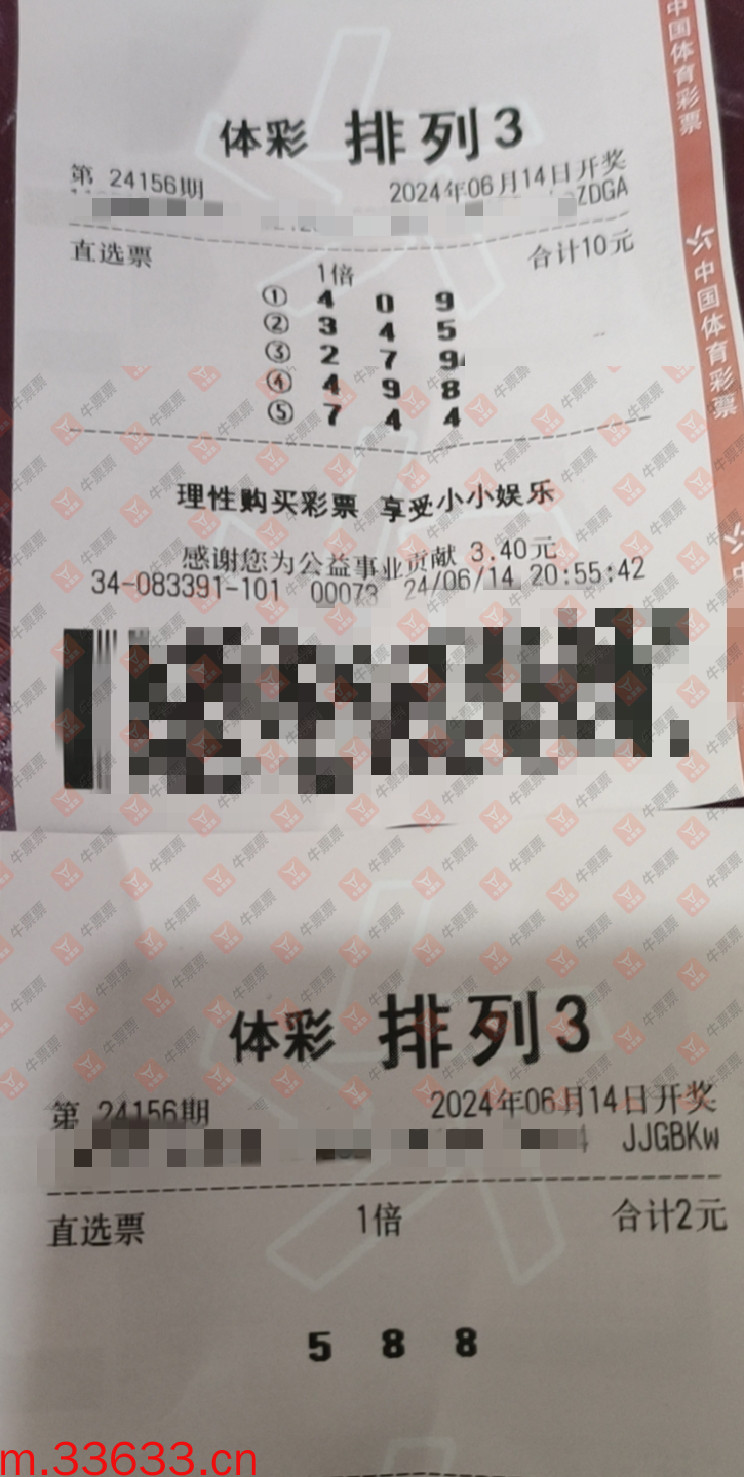 中国体育彩票
体彩 排列3
第 24156期 2024年06月14日开奖
ZDGA
直选票 合计10元
1倍
① 4 0 9
② 3 4 5
③ 2 7 9
④ 4 9 8
⑤ 7 4 4
中国体育彩票
理性购买彩票 享受小小娱乐
感谢您为公益事业贡献 3.40元
34-083391-101 00073 24/06/14 20:55:42
牛票票
体彩 排列3
第 24156期 2024年06月14日开奖
JJGBKw
直选票 1倍 合计2元
5 8 8
m.33633.cn